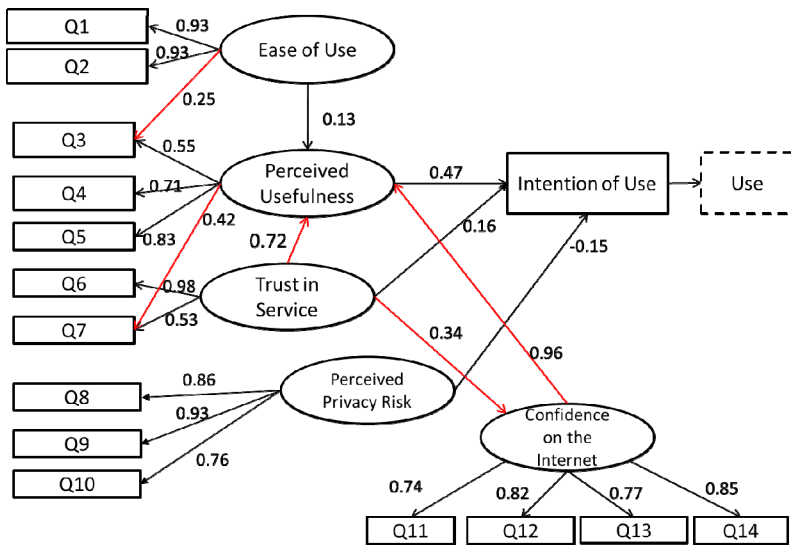 Q1
0.93
Ease of Use
Q2
0.93
0.25
0.13
Q3
0.55
Perceived
Usefulness
0.47
Intention of Use
Use
Q4
0.71
0.42
Q5
0.83
0.72
0.16
-0.15
Q6
0.98
Trust in
Service
Q7
0.53
0.34
0.96
Q8
0.86
Perceived
Privacy Risk
Q9
0.93
Confidence
on the
Internet
Q10
0.76
0.74
0.82
0.77
0.85
Q11
Q12
Q13
Q14